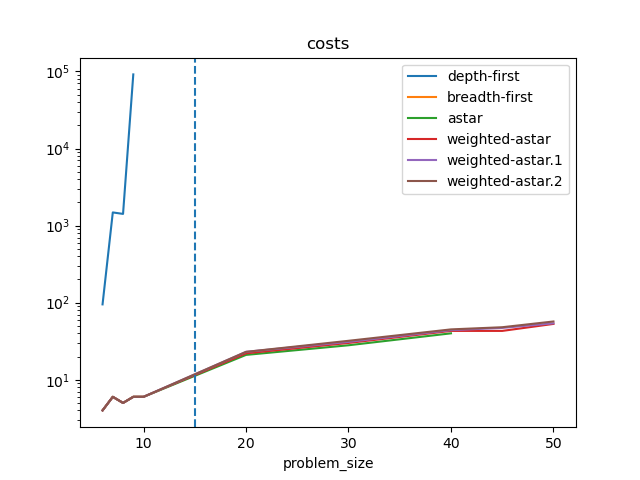 costs
10^5
10^4
10^3
10^2
10^1
depth-first
breadth-first
astar
weighted-astar
weighted-astar.1
weighted-astar.2
10 20 30 40 50
problem_size